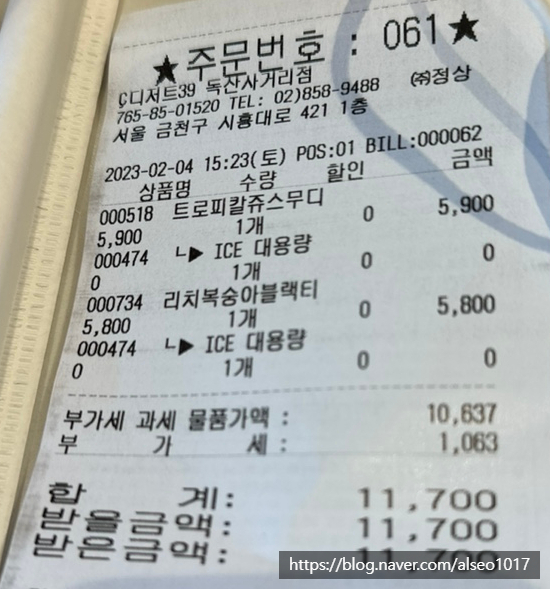 ★주문번호 : 061★
C디저트39 독산사거리점 ㈜정상
765-85-01520 TEL: 02)858-9488
서울 금천구 시흥대로 421 1층
2023-02-04 15:23(토) POS:01 BILL:000062
상품명 수량 할인 금액
000518 트로피칼쥬스무디
5,900 1개 0 5,900
000474 ㄴ▶ ICE 대용량
0 1개 0 0
000734 리치복숭아블랙티
5,800 1개 0 5,800
000474 ㄴ▶ ICE 대용량
0 1개 0 0
부가세 과세 물품가액 : 10,637
부 가 세 : 1,063
합 계: 11,700
받을금액: 11,700
받은금액: 11,700
https://blog.naver.com/alseo1017